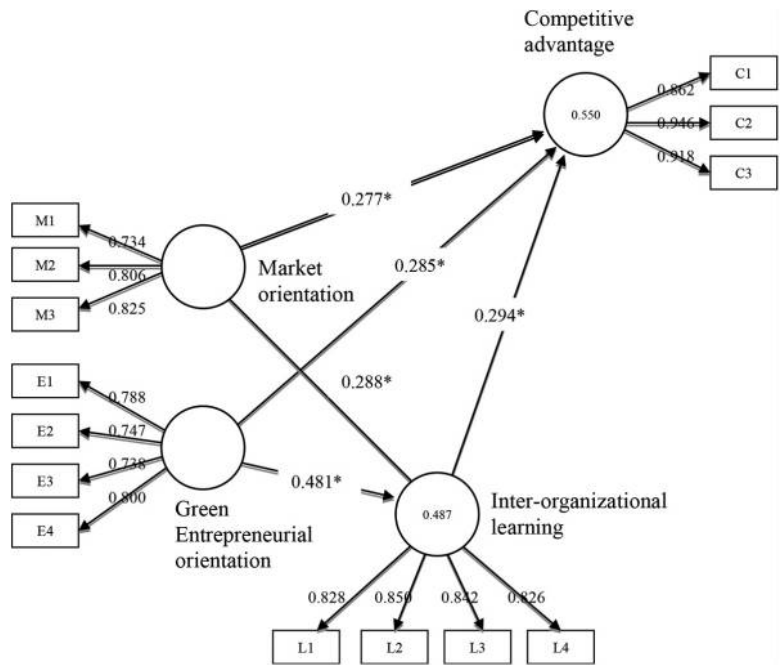 Competitive
advantage
0.550
0.862
0.946
0.918
C1
C2
C3
0.277*
M1
M2
M3
0.734
0.806
0.825
Market
orientation
0.285*
0.294*
0.288*
E1
E2
E3
E4
0.788
0.747
0.738
0.800
Green
Entrepreneurial
orientation
0.481*
0.487
Inter-organizational
learning
0.828
0.850
0.842
0.826
L1
L2
L3
L4